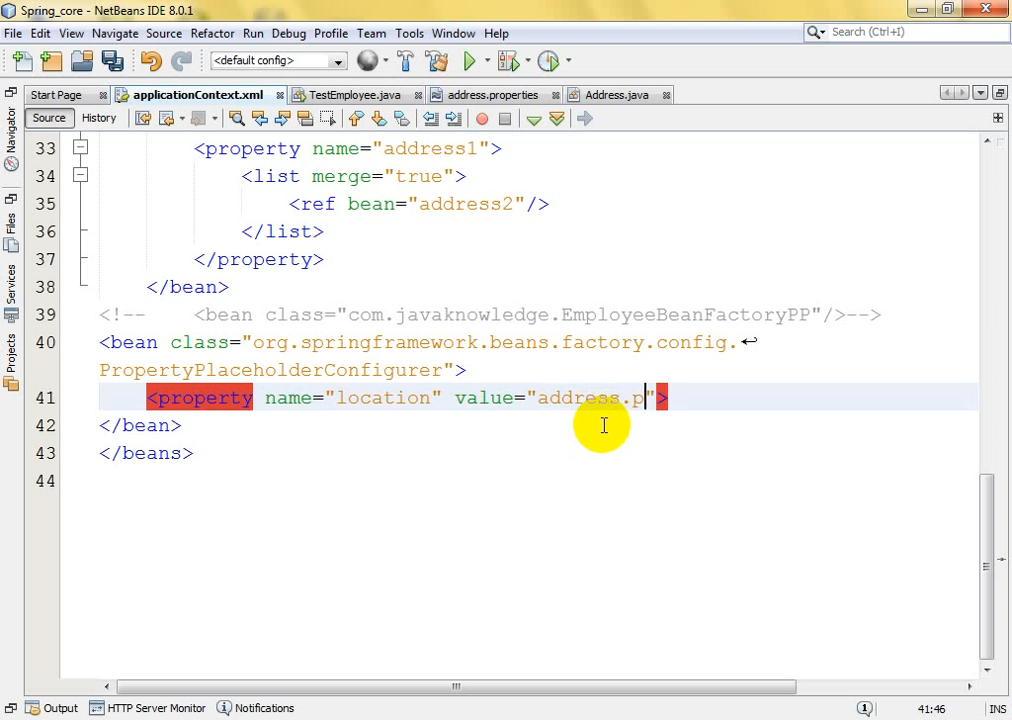 Spring_core - NetBeans IDE 8.0.1
File Edit View Navigate Source Refactor Run Debug Profile Team Tools Window Help
Search (Ctrl+I)
<default config>
Start Page applicationContext.xml TestEmployee.java address.properties Address.java
Source History
Navigator
Files
Services
Projects
33 <property name="address1">
34 <list merge="true">
35 <ref bean="address2"/>
36 </list>
37 </property>
38 </bean>
39 <!-- <bean class="com.javaknowledge.EmployeeBeanFactoryPP"/>-->
40 <bean class="org.springframework.beans.factory.config.
PropertyPlaceholderConfigurer">
41 <property name="location" value="address.p">
42 </bean>
43 </beans>
44
Output HTTP Server Monitor Notifications 41:46 INS